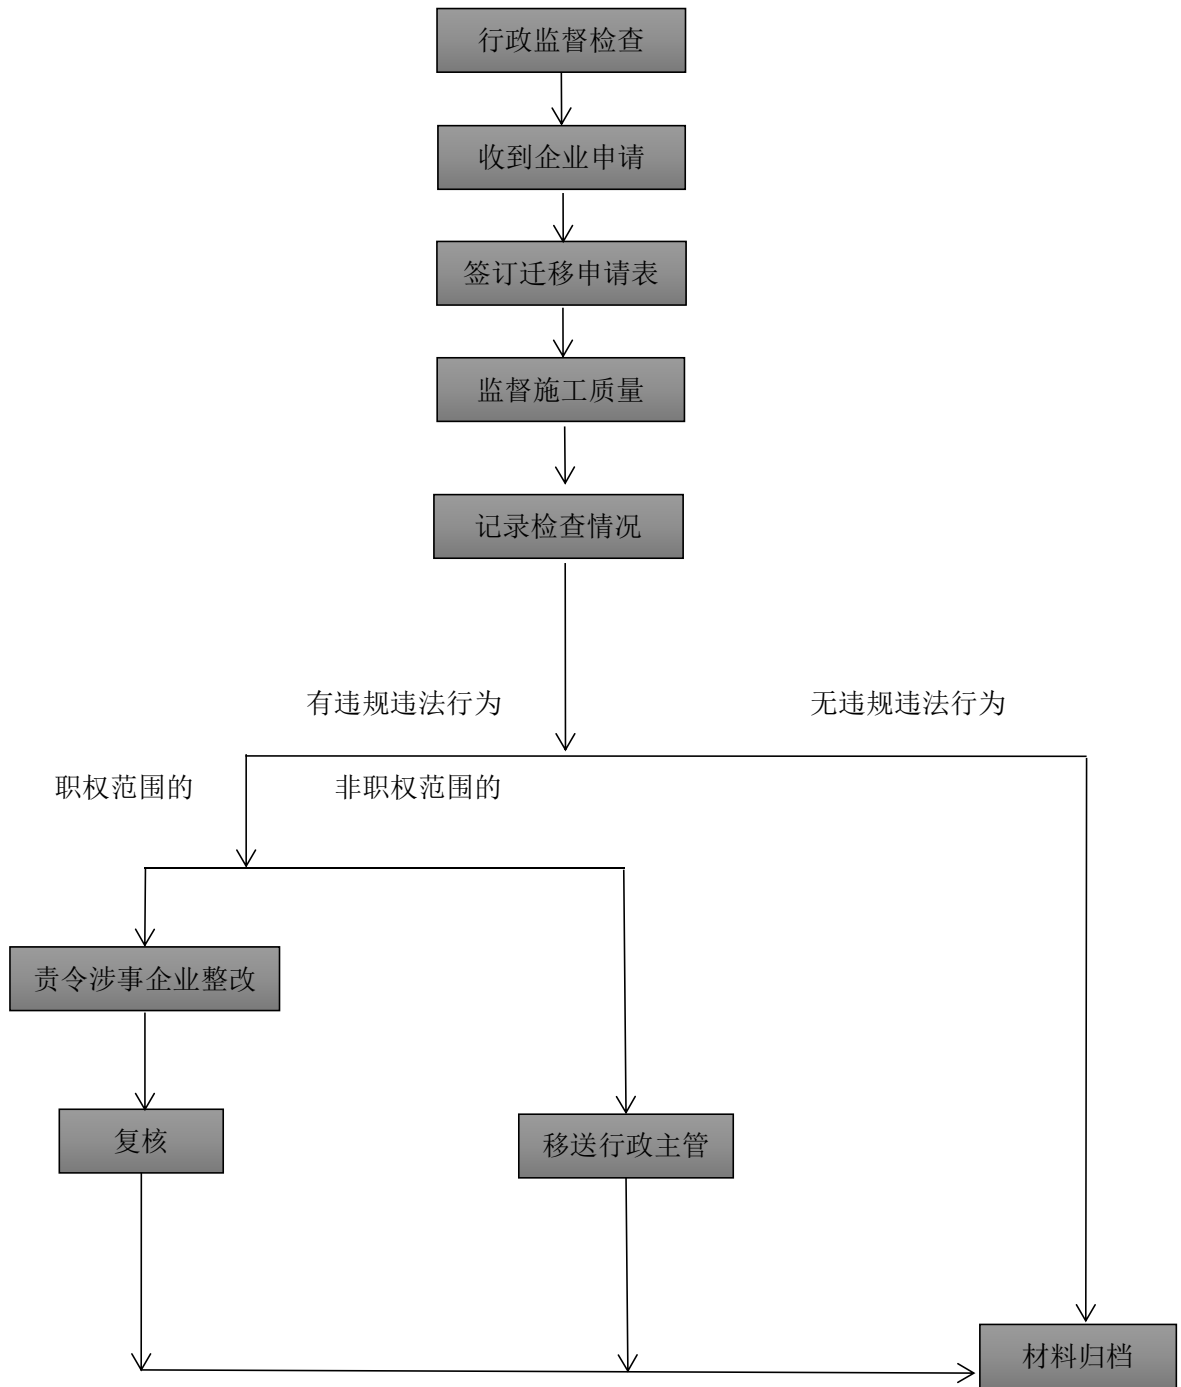 行政监督检查
收到企业申请
签订迁移申请表
监督施工质量
记录检查情况
有违规违法行为
无违规违法行为
职权范围的
非职权范围的
责令涉事企业整改
复核
移送行政主管
材料归档